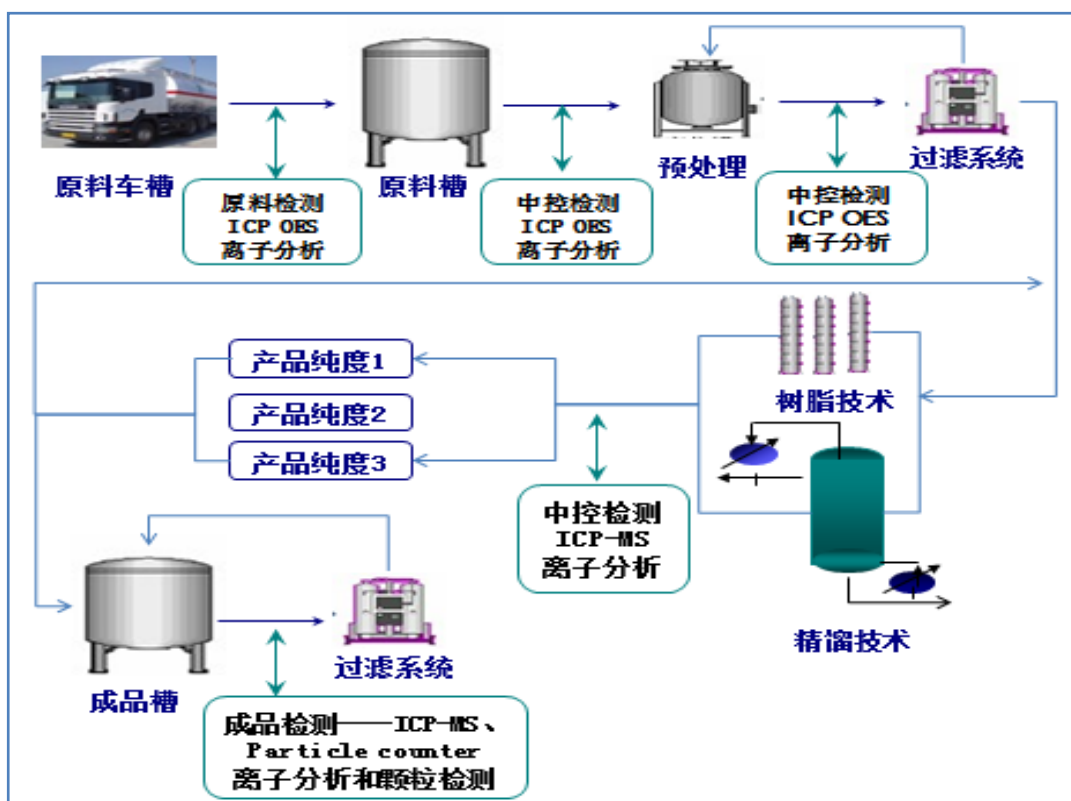 原料车槽
原料槽
预处理
过滤系统
原料检测
ICP OES
离子分析
中控检测
ICP OES
离子分析
中控检测
ICP OES
离子分析
产品纯度1
产品纯度2
产品纯度3
树脂技术
中控检测
ICP-MS
离子分析
精馏技术
成品槽
过滤系统
成品检测——ICP-MS、
Particle counter
离子分析和颗粒检测